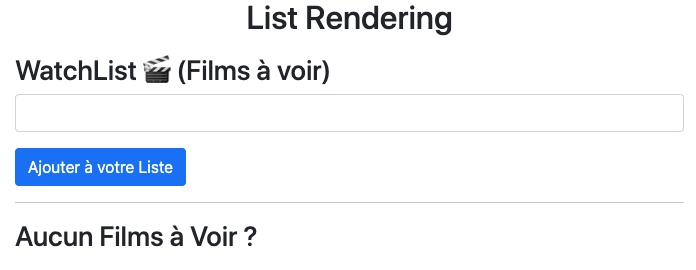 List Rendering
WatchList 🎬 (Films à voir)
Ajouter à votre Liste
Aucun Films à Voir ?